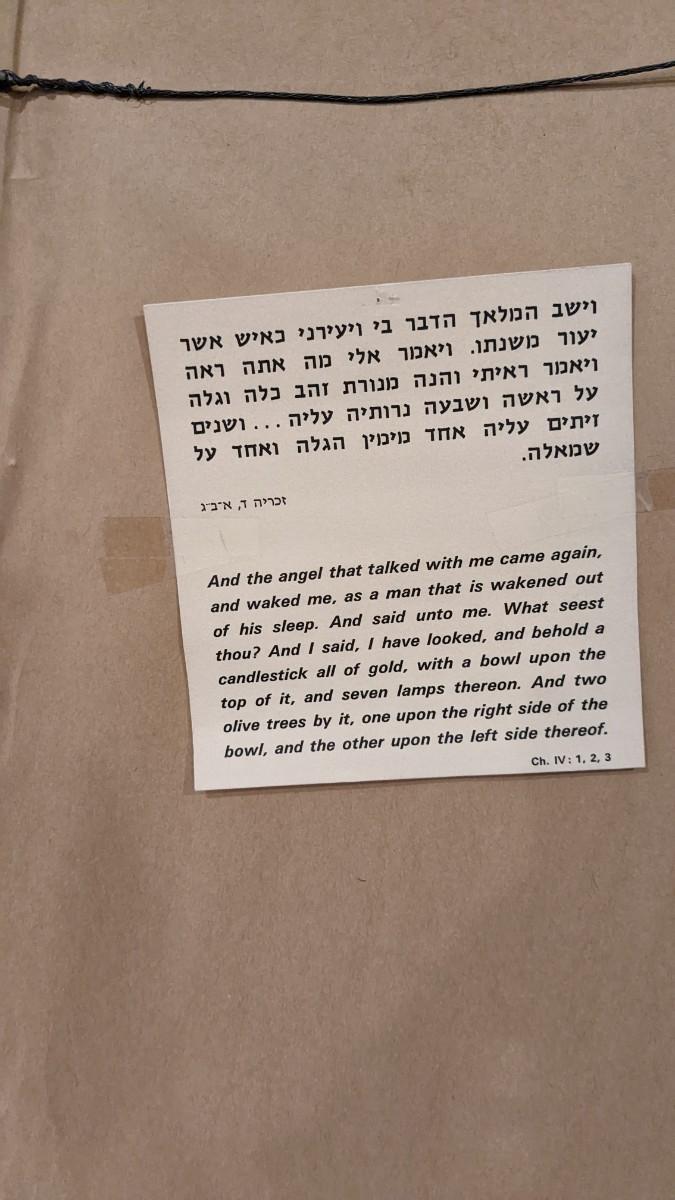 וישב המלאך הדבר בי ויעירני כאיש אשר
יעור משנתו. ויאמר אלי מה אתה ראה
ויאמר ראיתי והנה מנורת זהב כלה וגלה
על ראשה ושבעה נרותיה עליה... ושנים
זיתים עליה אחד מימין הגלה ואחד על
שמאלה.
זכריה ד, א־ב־ג
And the angel that talked with me came again,
and waked me, as a man that is wakened out
of his sleep. And said unto me. What seest
thou? And I said, I have looked, and behold a
candlestick all of gold, with a bowl upon the
top of it, and seven lamps thereon. And two
olive trees by it, one upon the right side of the
bowl, and the other upon the left side thereof.
Ch. IV: 1, 2, 3